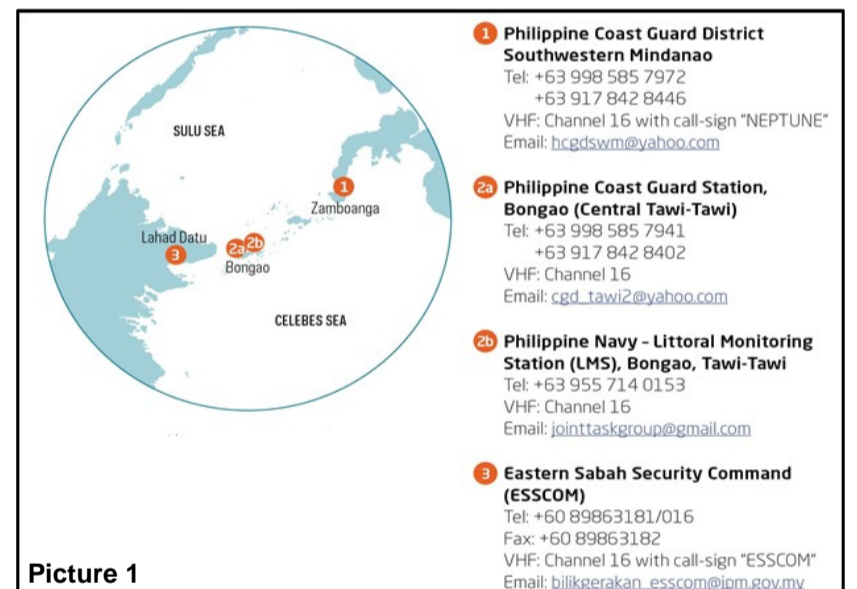 SULU SEA
1
Zamboanga
Lahad Datu
3
2a
2b
Bongao
CELEBES SEA
Picture 1
1 Philippine Coast Guard District
Southwestern Mindanao
Tel: +63 998 585 7972
+63 917 842 8446
VHF: Channel 16 with call-sign “NEPTUNE”
Email: hcgdswm@yahoo.com
2a Philippine Coast Guard Station,
Bongao (Central Tawi-Tawi)
Tel: +63 998 585 7941
+63 917 842 8402
VHF: Channel 16
Email: cgd_tawi2@yahoo.com
2b Philippine Navy – Littoral Monitoring
Station (LMS), Bongao, Tawi-Tawi
Tel: +63 955 714 0153
VHF: Channel 16
Email: jointtaskgroup@gmail.com
3 Eastern Sabah Security Command
(ESSCOM)
Tel: +60 89863181/016
Fax: +60 89863182
VHF: Channel 16 with call-sign “ESSCOM”
Email: bilikgerakan_esscom@jpm.gov.my